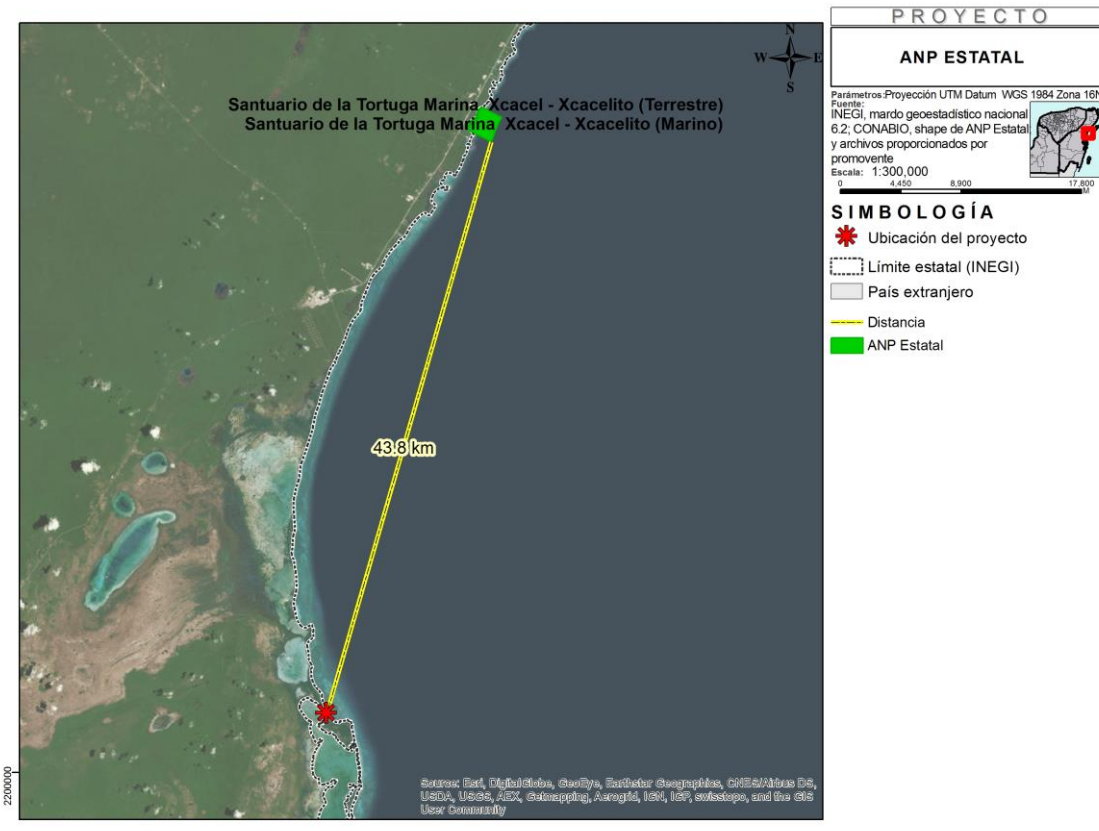 PROYECTO
ANP ESTATAL
Parámetros:Proyección UTM Datum WGS 1984 Zona 16N
Fuente:
INEGI, mardo geoestadístico nacional
6.2; CONABIO, shape de ANP Estatal
y archivos proporcionados por
promovente
Escala: 1:300,000
0 4,450 8,900 17,800
M
SIMBOLOGÍA
Ubicación del proyecto
Límite estatal (INEGI)
País extranjero
Distancia
ANP Estatal
N
W E
S
Santuario de la Tortuga Marina Xcacel - Xcacelito (Terrestre)
Santuario de la Tortuga Marina Xcacel - Xcacelito (Marino)
43.8 km
2200000
Source: Esri, DigitalGlobe, GeoEye, Earthstar Geographics, CNES/Airbus DS,
USDA, USGS, AEX, Getmapping, Aerogrid, IGN, IGP, swisstopo, and the GIS
User Community